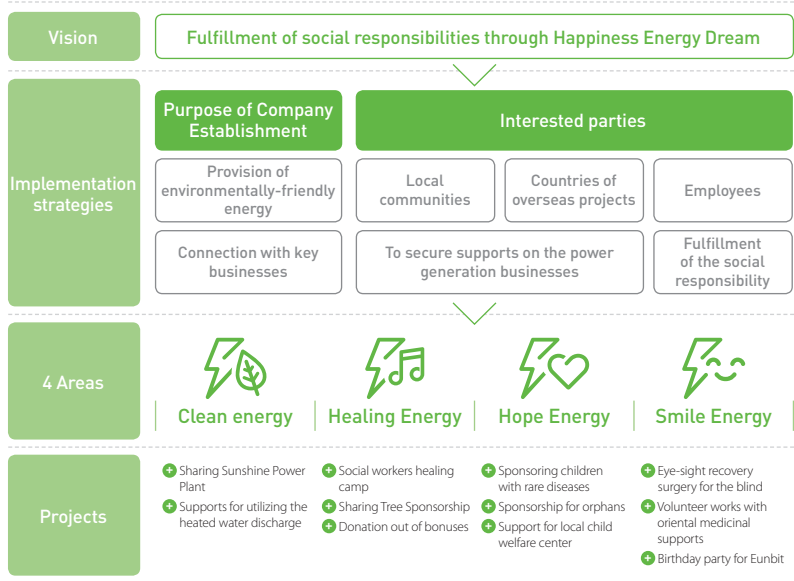 Vision
Fulfillment of social responsibilities through Happiness Energy Dream
Implementation
strategies
Purpose of Company
Establishment
Interested parties
Provision of
environmentally-friendly
energy
Local
communities
Countries of
overseas projects
Employees
Connection with key
businesses
To secure supports on the power
generation businesses
Fulfillment
of the social
responsibility
4 Areas
Clean energy
Healing Energy
Hope Energy
Smile Energy
Projects
Sharing Sunshine Power
Plant
Supports for utilizing the
heated water discharge
Social workers healing
camp
Sharing Tree Sponsorship
Donation out of bonuses
Sponsoring children
with rare diseases
Sponsorship for orphans
Support for local child
welfare center
Eye-sight recovery
surgery for the blind
Volunteer works with
oriental medicinal
supports
Birthday party for Eunbit